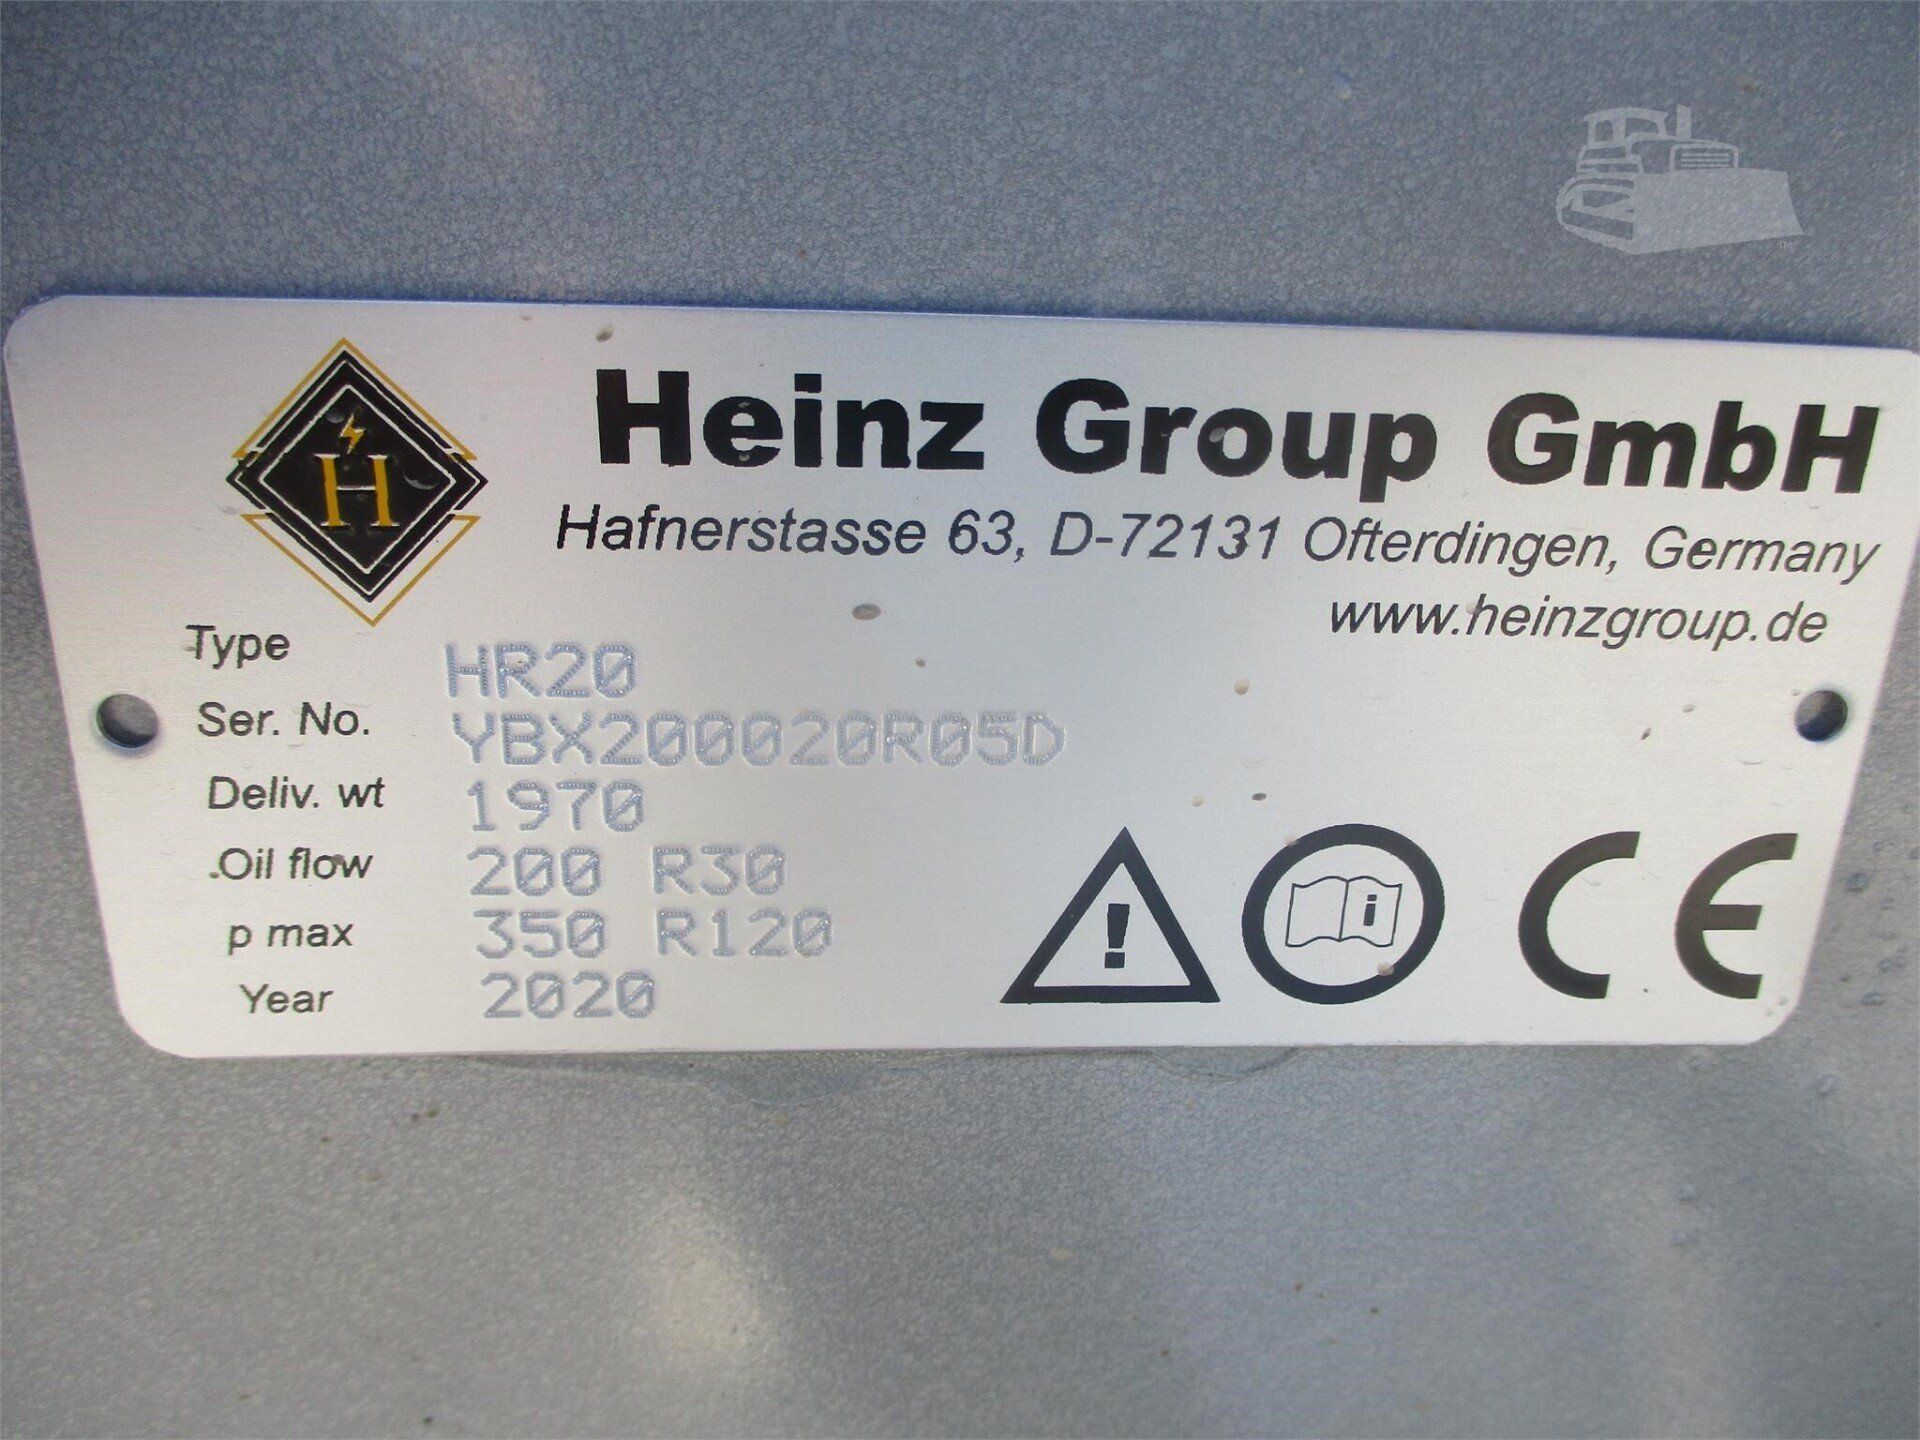 Heinz Group GmbH
Hafnerstasse 63, D-72131 Ofterdingen, Germany
www.heinzgroup.de
H
Type HR20
Ser. No. YBX200020R05D
Deliv. wt 1970
Oil flow 200 R30
p max 350 R120
Year 2020
! i CE
TM